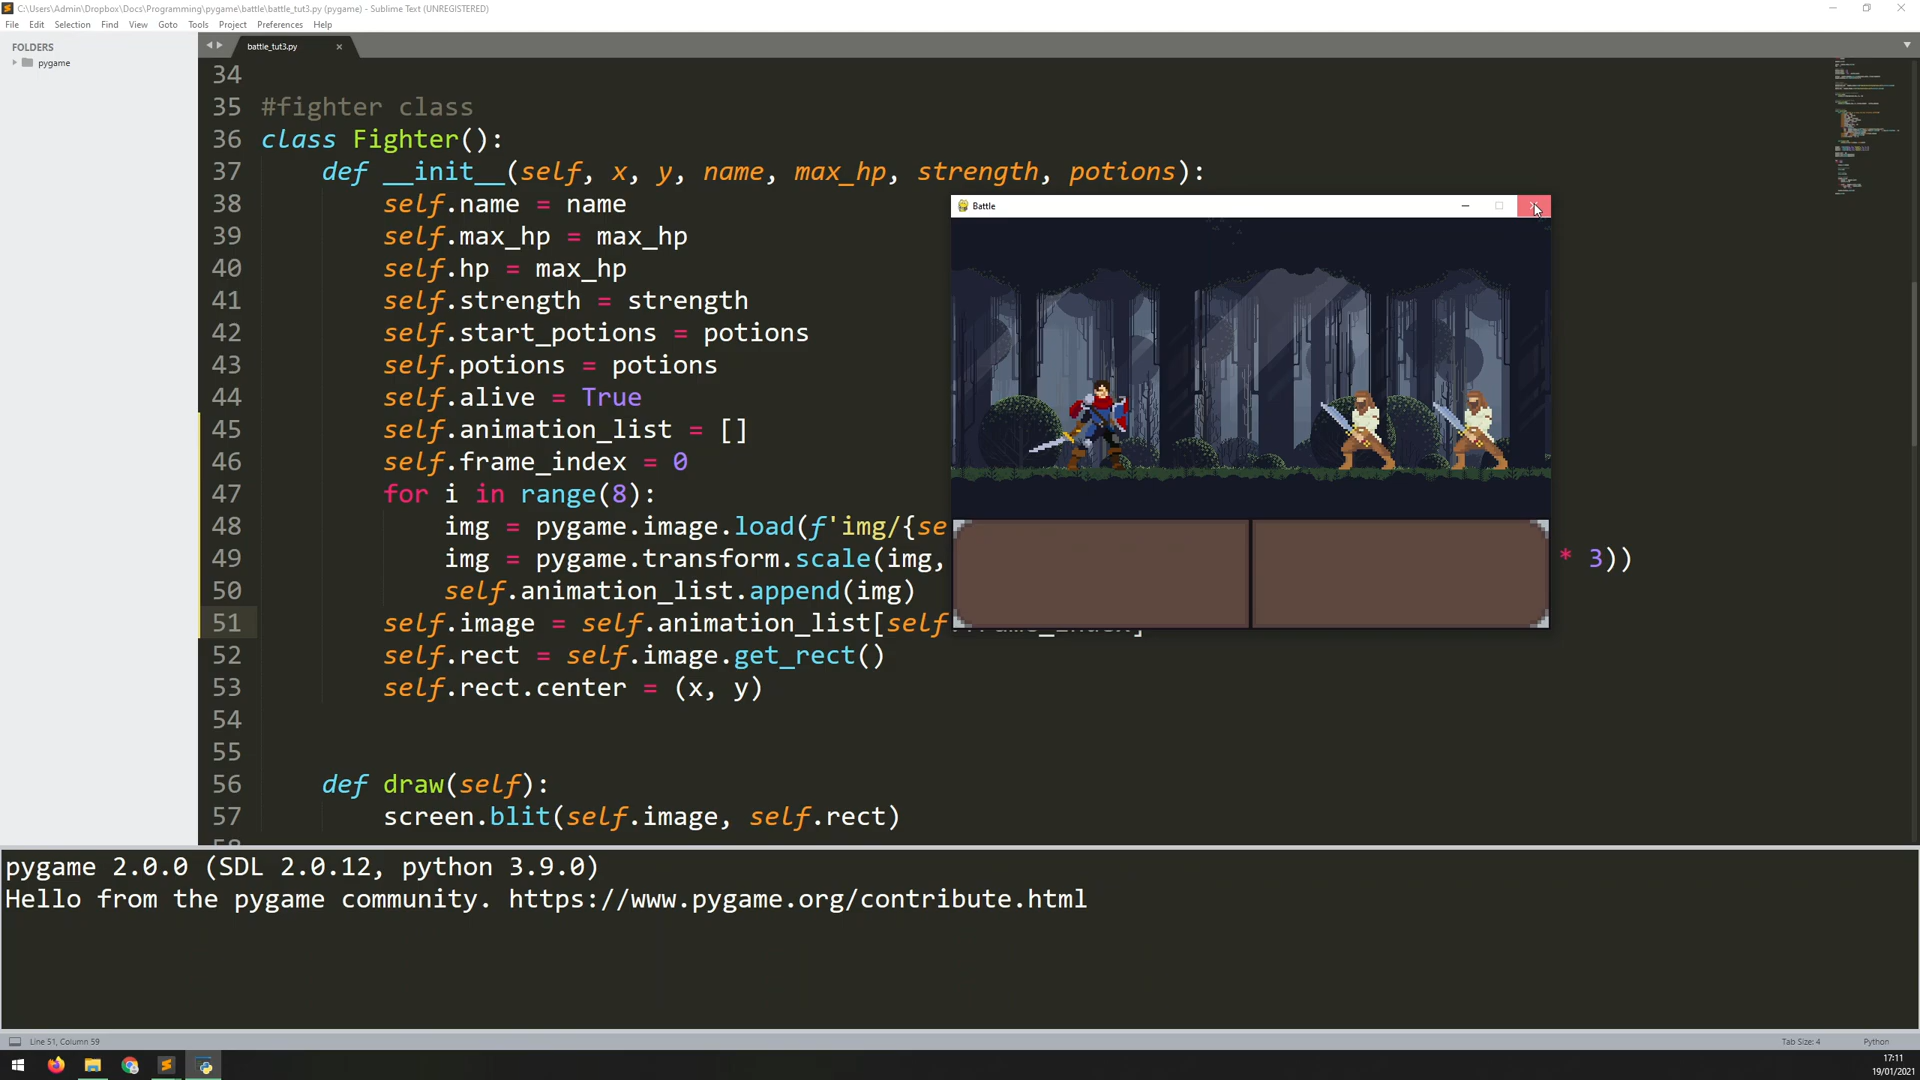 C:\Users\Admin\Dropbox\Docs\Programming\pygame\battle\battle_tut3.py (pygame) - Sublime Text (UNREGISTERED)
File Edit Selection Find View Goto Tools Project Preferences Help
FOLDERS
pygame
battle_tut3.py
34
35 #fighter class
36 class Fighter():
37 def __init__(self, x, y, name, max_hp, strength, potions):
38 self.name = name
39 self.max_hp = max_hp
40 self.hp = max_hp
41 self.strength = strength
42 self.start_potions = potions
43 self.potions = potions
44 self.alive = True
45 self.animation_list = []
46 self.frame_index = 0
47 for i in range(8):
48 img = pygame.image.load(f'img/{se
49 img = pygame.transform.scale(img, * 3))
50 self.animation_list.append(img)
51 self.image = self.animation_list[self
52 self.rect = self.image.get_rect()
53 self.rect.center = (x, y)
54
55
56 def draw(self):
57 screen.blit(self.image, self.rect)
Battle
pygame 2.0.0 (SDL 2.0.12, python 3.9.0)
Hello from the pygame community. https://www.pygame.org/contribute.html
Line 51, Column 59
Tab Size: 4 Python
17:11
19/01/2021